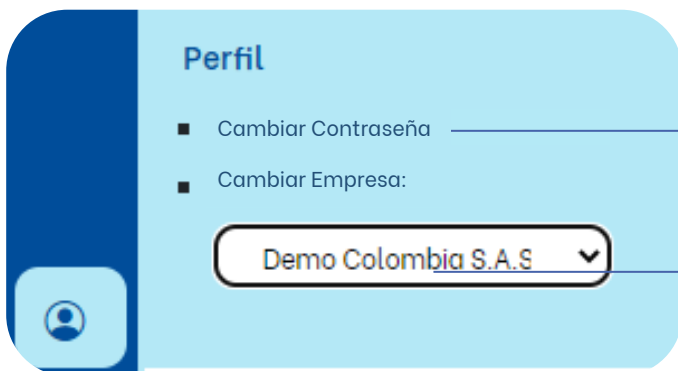 Perfil
Cambiar Contraseña
Cambiar Empresa:
Demo Colombia S.A.S